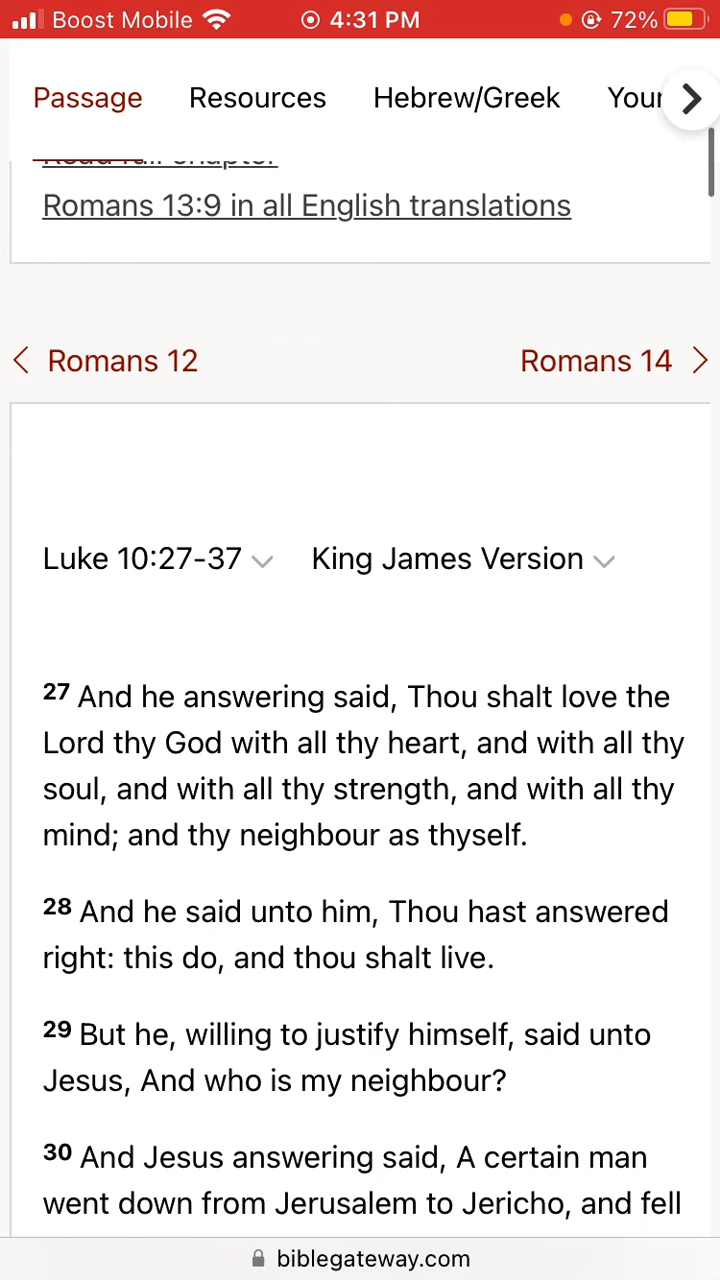 Boost Mobile 4:31 PM 72%
Passage Resources Hebrew/Greek
Romans 13:9 in all English translations
Romans 12 Romans 14
Luke 10:27-37 King James Version
27 And he answering said, Thou shalt love the
Lord thy God with all thy heart, and with all thy
soul, and with all thy strength, and with all thy
mind; and thy neighbour as thyself.
28 And he said unto him, Thou hast answered
right: this do, and thou shalt live.
29 But he, willing to justify himself, said unto
Jesus, And who is my neighbour?
30 And Jesus answering said, A certain man
went down from Jerusalem to Jericho, and fell
biblegateway.com